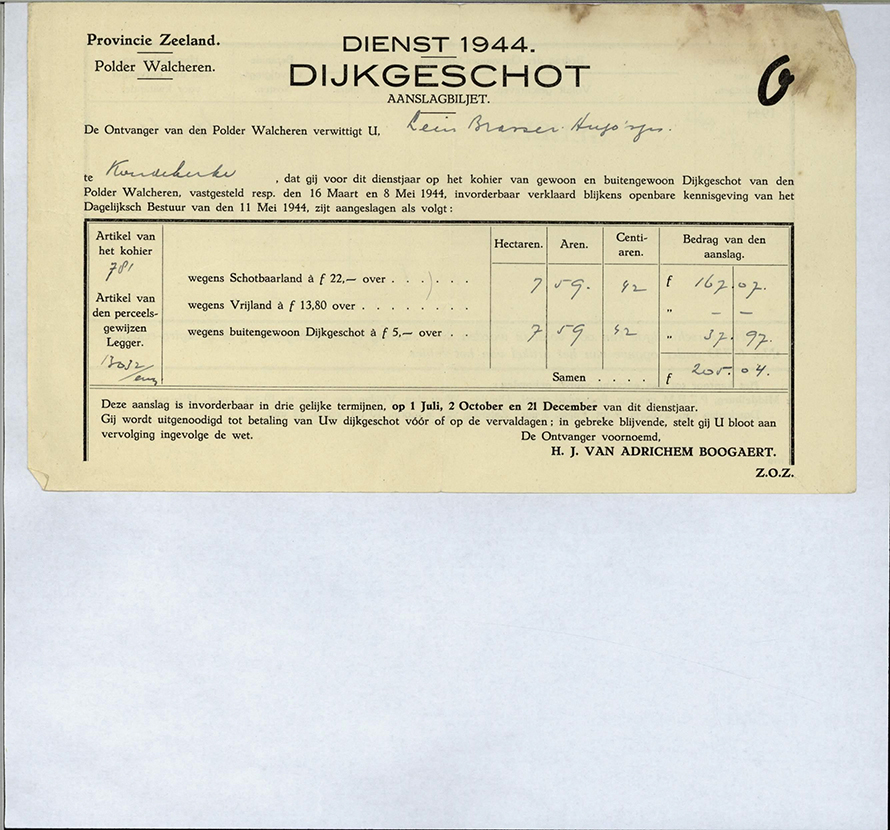 Provincie Zeeland.
Polder Walcheren.
DIENST 1944.
DIJKGESCHOT
AANSLAGBILJET.
De Ontvanger van den Polder Walcheren verwittigt U, Brasser
te Koudekerke, dat gij voor dit dienstjaar op het kohier van gewoon en buitengewoon Dijkgeschot van den
Polder Walcheren, vastgesteld resp. den 16 Maart en 8 Mei 1944, invorderbaar verklaard blijkens openbare kennisgeving van het
Dagelijksch Bestuur van den 11 Mei 1944, zijt aangeslagen als volgt :
Artikel van
het kohier
781
Artikel van
den perceels-
gewijzen
Legger.
Hectaren. Aren. Centi-
aren.
Bedrag van den
aanslag.
wegens Schotbaarland à ƒ 22,— over . . . . . . 7 59. 42 ƒ 167. 07.
wegens Vrijland à ƒ 13,80 over . . . . . . . . " — —
wegens buitengewoon Dijkgeschot à ƒ 5,— over . . 7 59 42 " 37. 97.
Samen . . . . ƒ 205. 04.
Deze aanslag is invorderbaar in drie gelijke termijnen, op 1 Juli, 2 October en 21 December van dit dienstjaar.
Gij wordt uitgenoodigd tot betaling van Uw dijkgeschot vóór of op de vervaldagen ; in gebreke blijvende, stelt gij U bloot aan
vervolging ingevolge de wet.
De Ontvanger voornoemd,
H. J. VAN ADRICHEM BOOGAERT.
Z.O.Z.